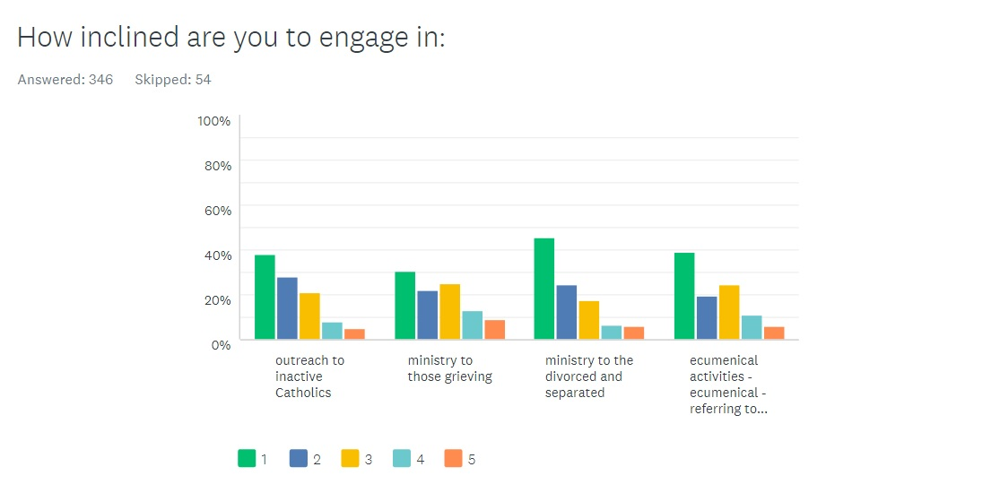 How inclined are you to engage in:
Answered: 346 Skipped: 54
100%
80%
60%
40%
20%
0%
outreach to
inactive
Catholics
ministry to
those grieving
ministry to the
divorced and
separated
ecumenical
activities -
ecumenical -
referring to...
1 2 3 4 5